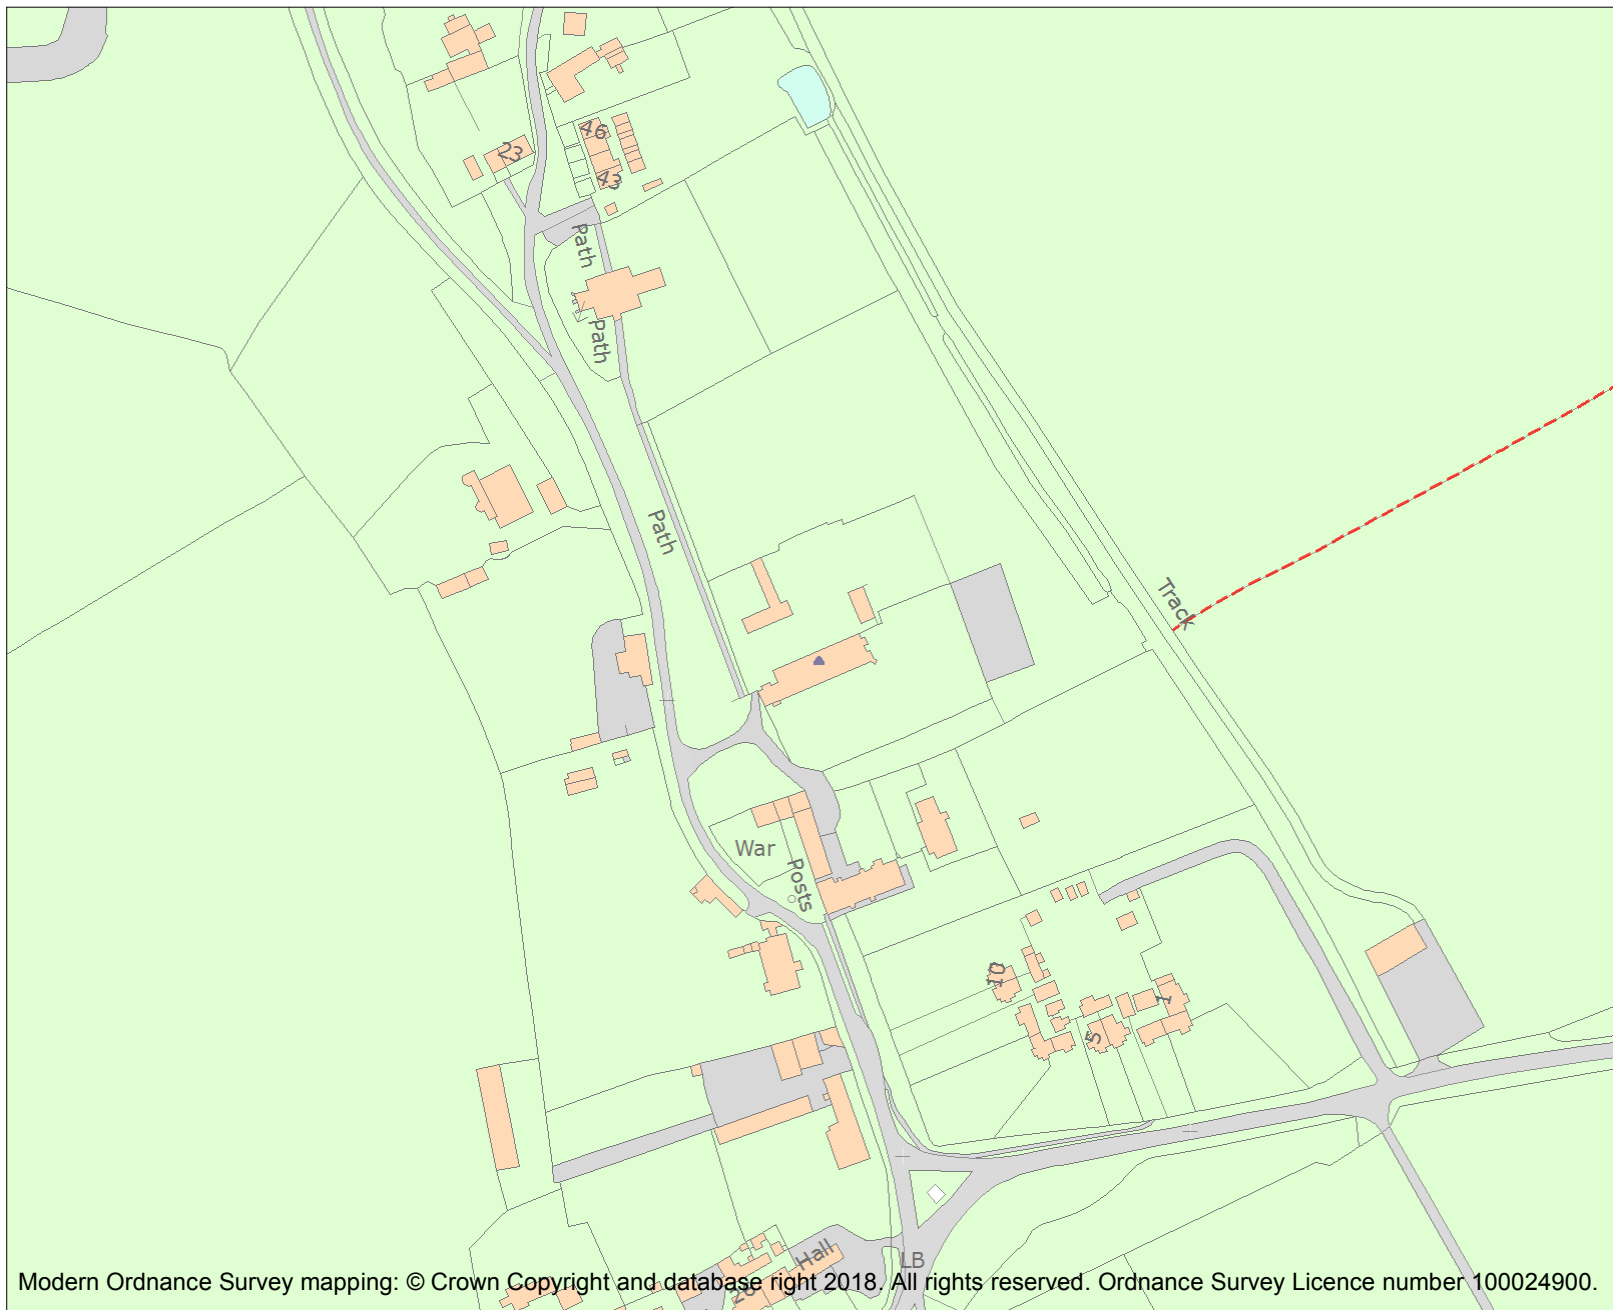 46
23
43
Path
Path
Path
Track
War
Posts
10
1
5
Hall
LB
26
Modern Ordnance Survey mapping: © Crown Copyright and database right 2018. All rights reserved. Ordnance Survey Licence number 100024900.